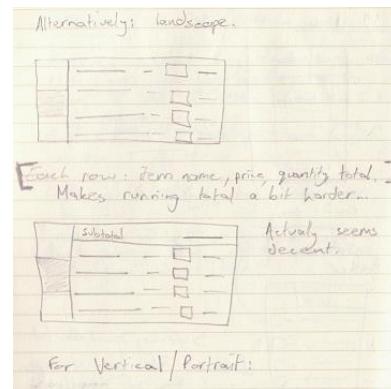 Alternatively: landscape.
[Each row: item name, price, quantity total.]
Makes running total a bit harder...
Subtotal
Actually seems
decent.
For Vertical/Portrait: